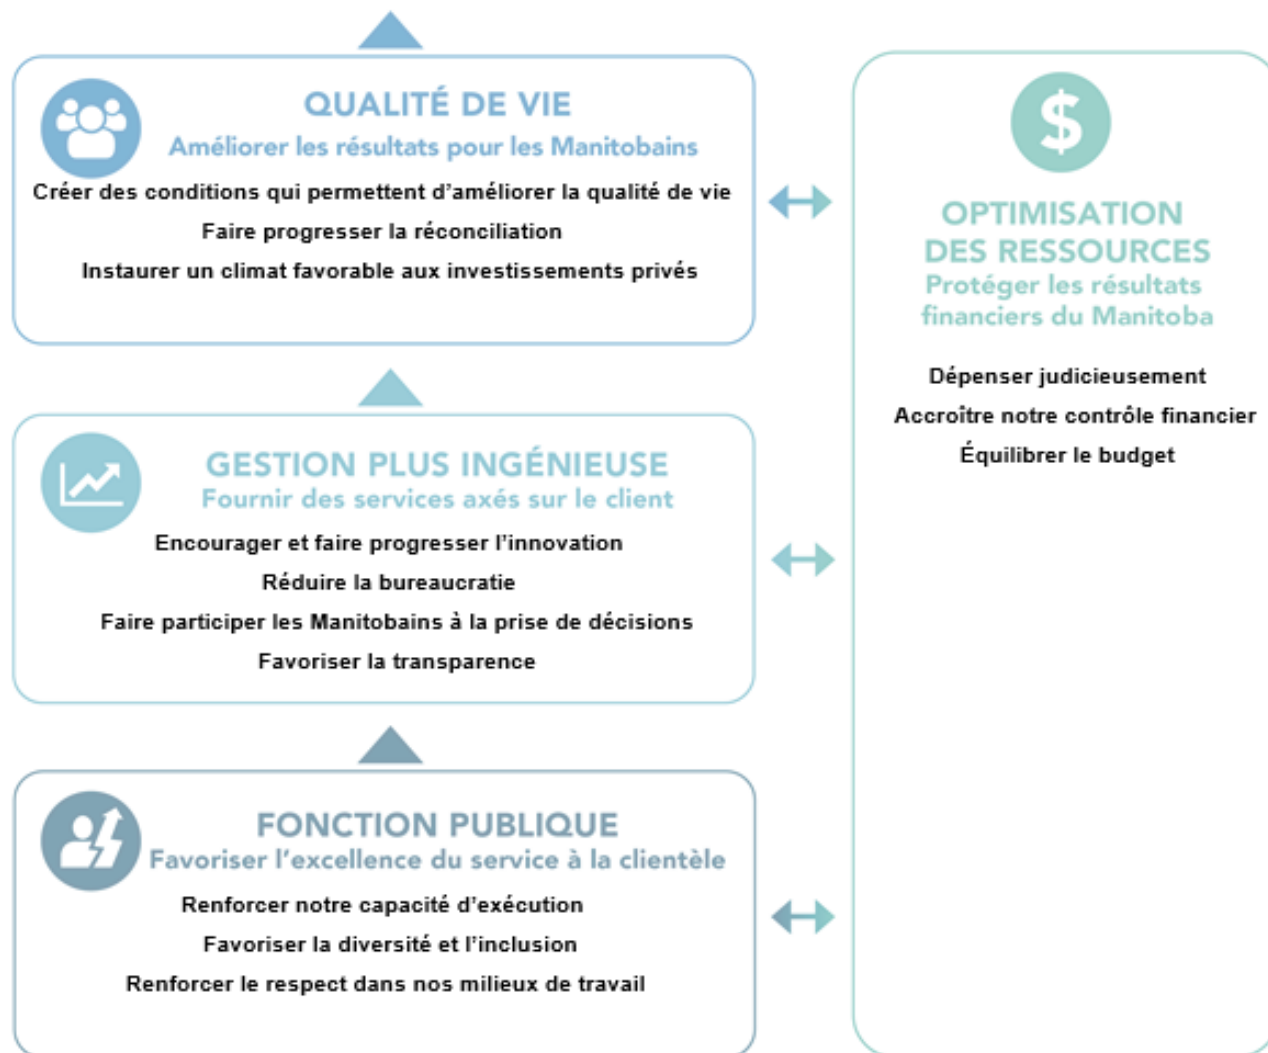 QUALITÉ DE VIE
Améliorer les résultats pour les Manitobains
Créer des conditions qui permettent d’améliorer la qualité de vie
Faire progresser la réconciliation
Instaurer un climat favorable aux investissements privés
GESTION PLUS INGÉNIEUSE
Fournir des services axés sur le client
Encourager et faire progresser l’innovation
Réduire la bureaucratie
Faire participer les Manitobains à la prise de décisions
Favoriser la transparence
FONCTION PUBLIQUE
Favoriser l’excellence du service à la clientèle
Renforcer notre capacité d’exécution
Favoriser la diversité et l’inclusion
Renforcer le respect dans nos milieux de travail
$
OPTIMISATION
DES RESSOURCES
Protéger les résultats
financiers du Manitoba
Dépenser judicieusement
Accroître notre contrôle financier
Équilibrer le budget